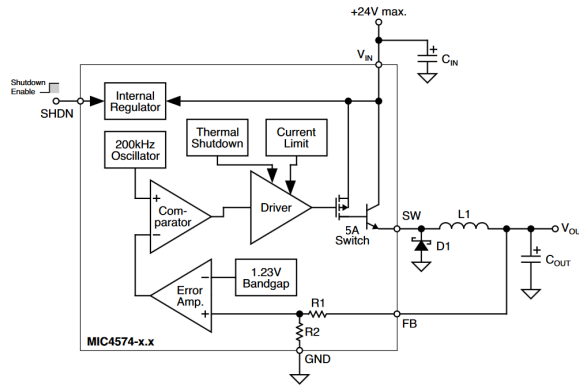 +24V max.
VIN
CIN
Shutdown
Enable
SHDN
Internal
Regulator
200kHz
Oscillator
Thermal
Shutdown
Current
Limit
+
Com-
parator
−
Driver
5A
Switch
SW
L1
VOU
D1
+
COUT
+
Error
Amp.
−
+
1.23V
Bandgap
R1
R2
FB
MIC4574-x.x
GND